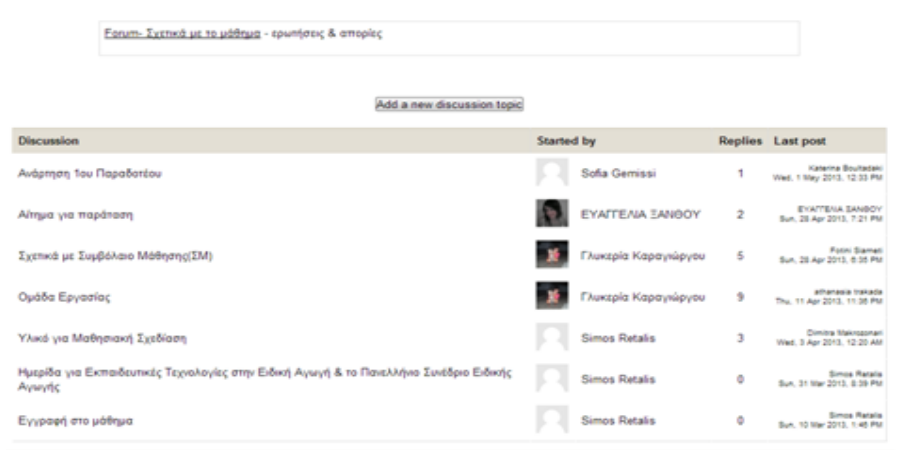 Forum- Σχετικά με το μάθημα - ερωτήσεις & απορίες
Add a new discussion topic
Discussion Started by Replies Last post
Ανάρτηση 1ου Παραδοτέου Sofia Gemissi 1 Katerina Boultadaki
Wed, 1 May 2013, 12:33 PM
Αίτημα για παράταση ΕΥΑΓΓΕΛΙΑ ΞΑΝΘΟΥ 2 ΕΥΑΓΓΕΛΙΑ ΞΑΝΘΟΥ
Sun, 28 Apr 2013, 7:21 PM
Σχετικά με Συμβόλαιο Μάθησης(ΣΜ) Γλυκερία Καραγιώργου 5 Fotini Siameti
Sun, 28 Apr 2013, 6:35 PM
Ομάδα Εργασίας Γλυκερία Καραγιώργου 9 athanasia trakada
Thu, 11 Apr 2013, 11:36 PM
Υλικό για Μαθησιακή Σχεδίαση Simos Retalis 3 Dimitra
Wed, 3 Apr 2013, 12:20 AM
Ημερίδα για Εκπαιδευτικές Τεχνολογίες στην Ειδική Αγωγή & το Πανελλήνιο Συνέδριο Ειδικής
Αγωγής Simos Retalis 0 Simos Retalis
Sun, 31 Mar 2013, 8:39 PM
Εγγραφή στο μάθημα Simos Retalis 0 Simos Retalis
Sun, 10 Mar 2013, 1:46 PM